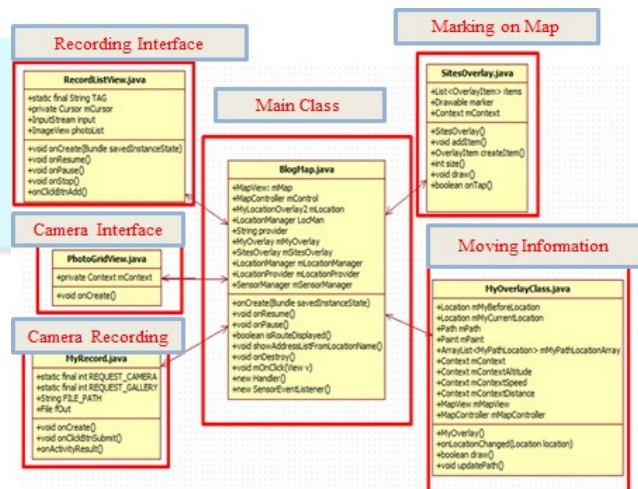 Recording Interface
RecordListView.java
+static final String TAG
+private Cursor mCursor
+InputStream input
+ImageView photoList
+void onCreate(Bundle savedInstanceState)
+void onResume()
+void onPause()
+void onStop()
+onClickBtnAdd()
Camera Interface
PhotoGridView.java
+private Context mContext
+void onCreate()
Camera Recording
MyRecord.java
+static final int REQUEST_CAMERA
+static final int REQUEST_GALLERY
+String FILE_PATH
+File fOut
+void onCreate()
+void onClickBtnSubmit()
+onActivityResult()
Main Class
BlogMap.java
+MapView: mMap
+MapController mControl
+MyLocationOverlay2 mLocation
+LocationManager LocMan
+String provider
+MyOverlay mMyOverlay
+SitesOverlay mSitesOverlay
+LocationManager mLocationManager
+LocationProvider mLocationProvider
+SensorManager mSensorManager
+onCreate(Bundle savedInstanceState)
+void onResume()
+void onPause()
+boolean isRouteDisplayed()
+void showAddressListFromLocationName()
+void onDestroy()
+void mOnClick(View v)
+new Handler()
+new SensorEventListener()
Marking on Map
SitesOverlay.java
+List<OverlayItem> items
+Drawable marker
+Context mContext
+SitesOverlay()
+void addItem()
+OverlayItem createItem()
+int size()
+void draw()
+boolean onTap()
Moving Information
MyOverlayClass.java
+Location mMyBeforeLocation
+Location mMyCurrentLocation
+Path mPath
+Paint mPaint
+ArrayList<MyPathLocation> mMyPathLocationArray
+Context mContext
+Context mContextAltitude
+Context mContextSpeed
+Context mContextDistance
+MapView mMapView
+MapController mMapController
+MyOverlay()
+onLocationChanged(Location location)
+boolean draw()
+void updatePath()